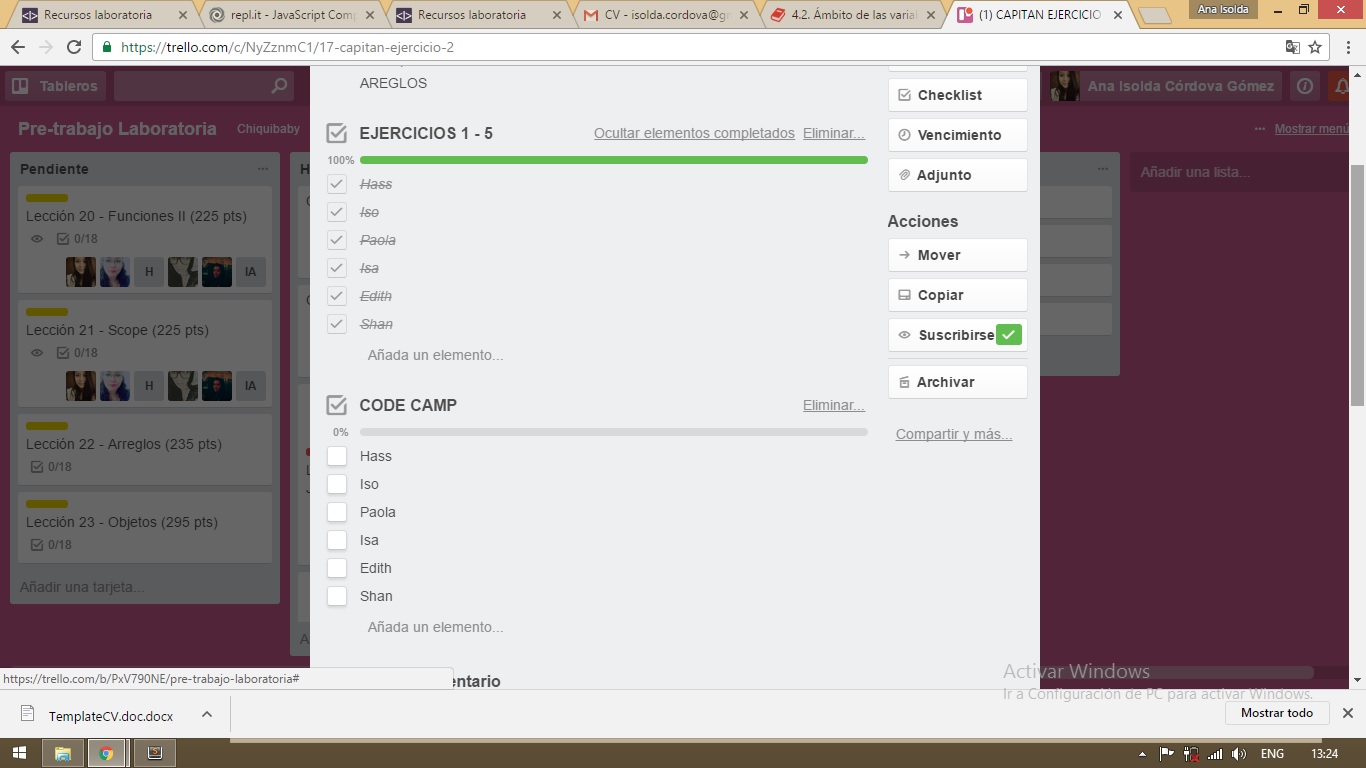 Ana Isolda
Recursos laboratoria
repl.it - JavaScript Comp
Recursos laboratoria
CV - isolda.cordova@g
4.2. Ámbito de las varia
(1) CAPITAN EJERCICIO
https://trello.com/c/NyZznmC1/17-capitan-ejercicio-2
Tableros
Ana Isolda Córdova Gómez
Pre-trabajo Laboratoria
Chiquibaby
Mostrar menú
Pendiente
Lección 20 - Funciones II (225 pts)
0/18
H
IA
Lección 21 - Scope (225 pts)
0/18
H
IA
Lección 22 - Arreglos (235 pts)
0/18
Lección 23 - Objetos (295 pts)
0/18
Añadir una tarjeta...
H
AREGLOS
EJERCICIOS 1 - 5
Ocultar elementos completados
Eliminar...
100%
Hass
Iso
Paola
Isa
Edith
Shan
Añada un elemento...
CODE CAMP
Eliminar...
0%
Hass
Iso
Paola
Isa
Edith
Shan
Añada un elemento...
entario
Checklist
Vencimiento
Adjunto
Acciones
Mover
Copiar
Suscribirse
Archivar
Compartir y más...
Añadir una lista...
https://trello.com/b/PxV790NE/pre-trabajo-laboratoria#
Activar Windows
Ir a Configuración de PC para activar Windows.
TemplateCV.doc.docx
Mostrar todo
ENG
13:24